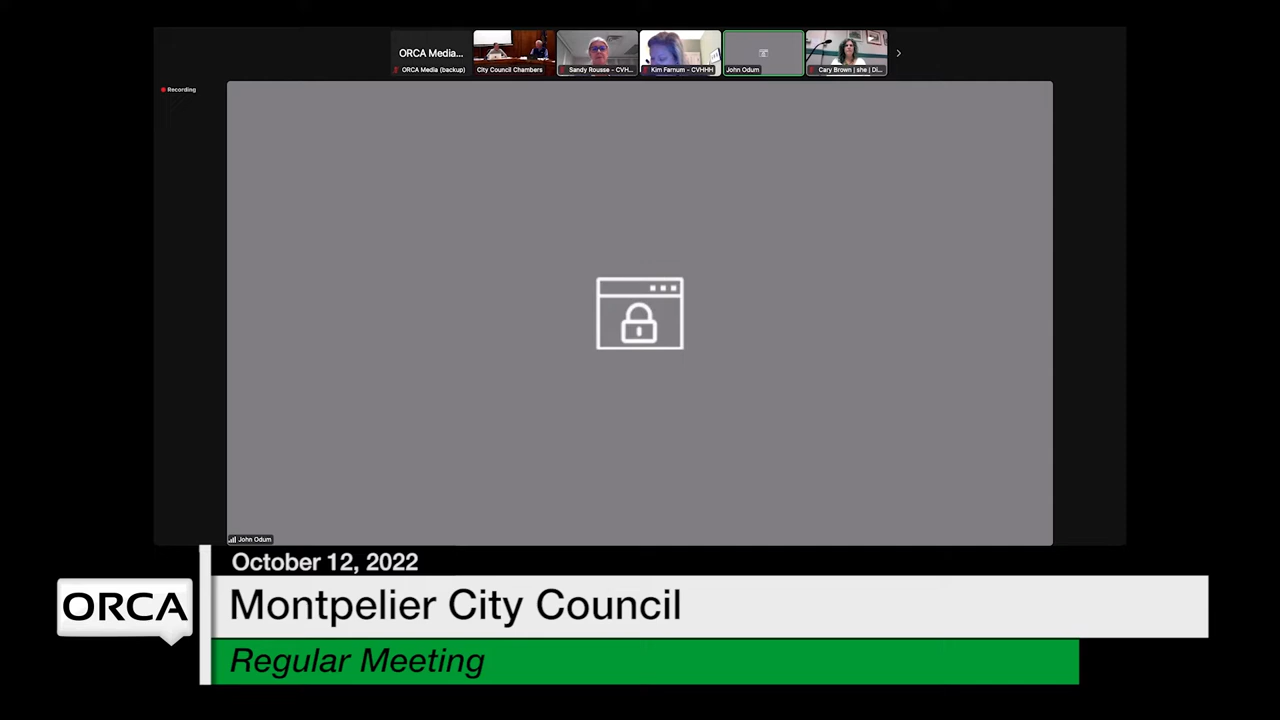 ORCA Media...
ORCA Media (backup)
City Council Chambers
Sandy Rousse - CVH...
Kim Farnum - CVHHH
John Odum
Cary Brown | she | Di...
Recording
John Odum
October 12, 2022
ORCA
Montpelier City Council
Regular Meeting